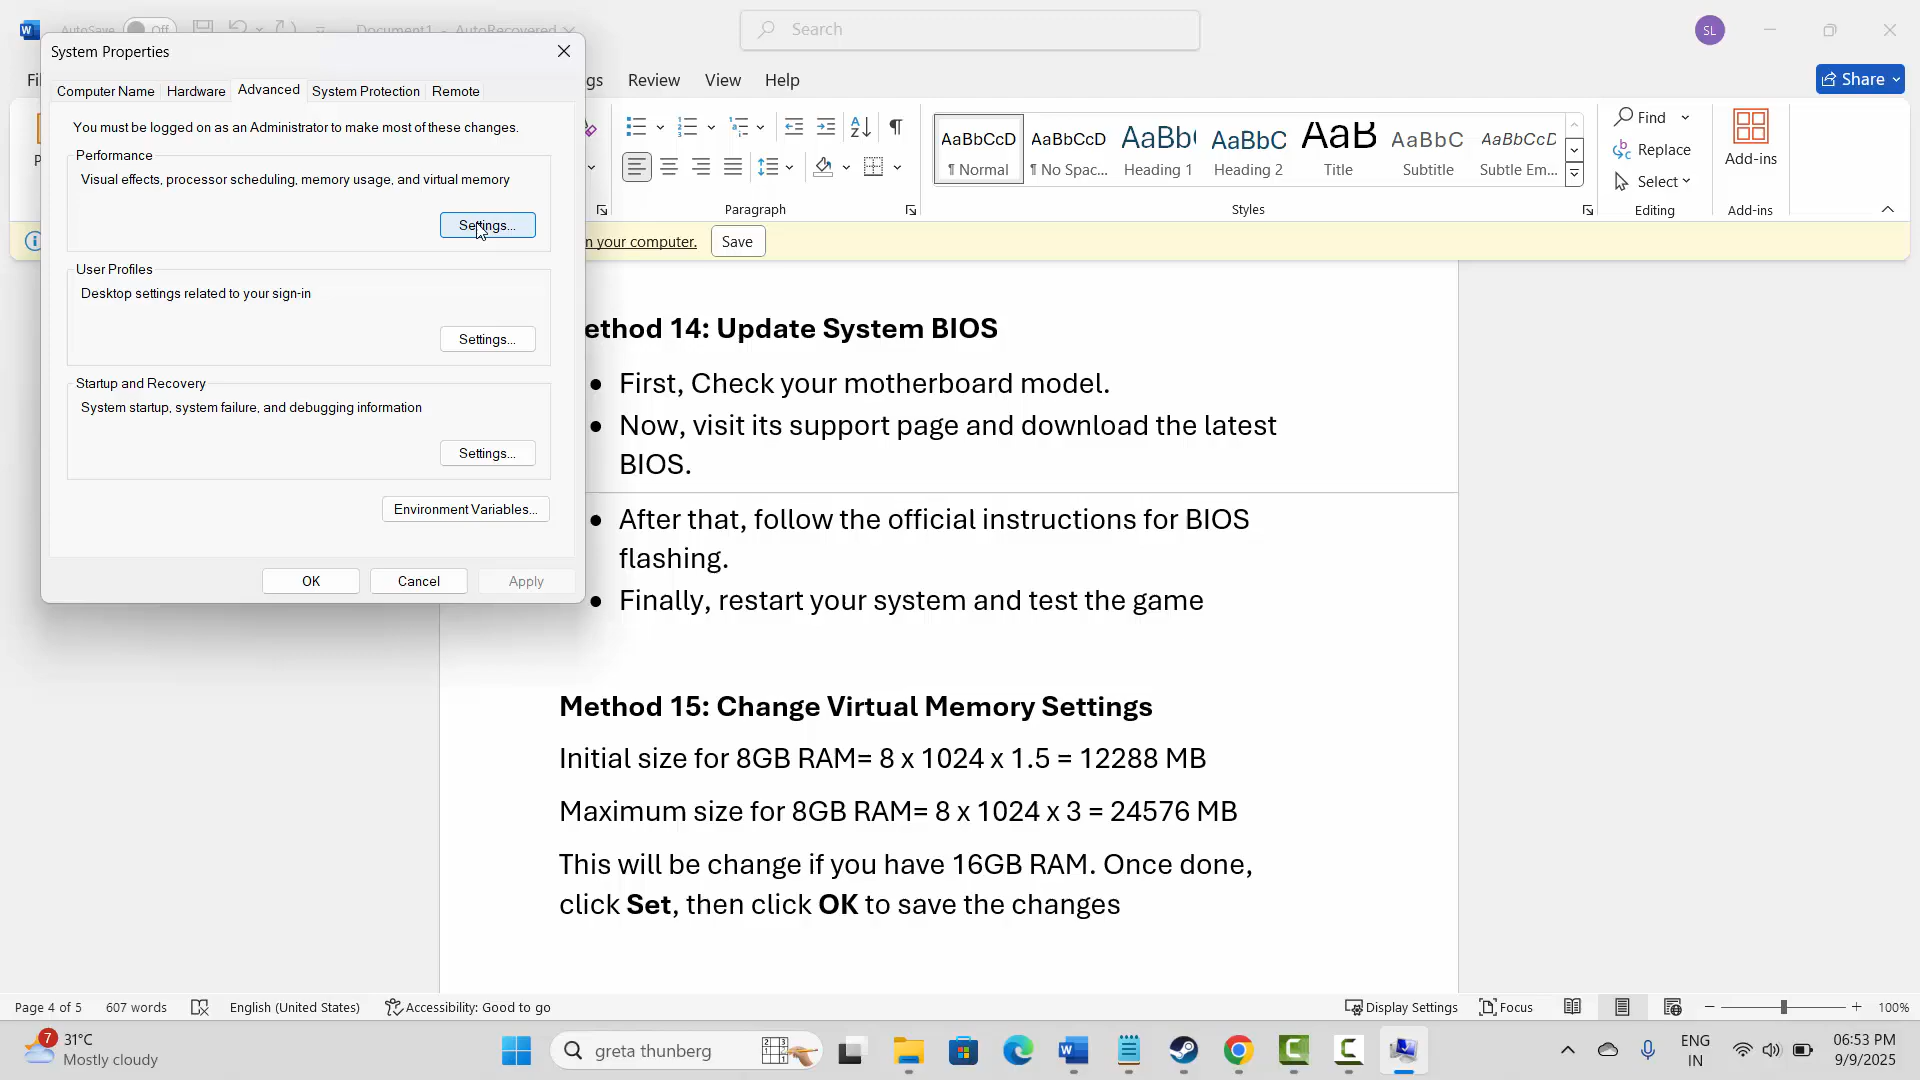 AutoSave Off Document1 - AutoRecovered
Search
SL
System Properties
Computer Name Hardware Advanced System Protection Remote
You must be logged on as an Administrator to make most of these changes.
Performance
Visual effects, processor scheduling, memory usage, and virtual memory
Settings...
User Profiles
Desktop settings related to your sign-in
Settings...
Startup and Recovery
System startup, system failure, and debugging information
Settings...
Environment Variables...
OK Cancel Apply
Review View Help
Share
AaBbCcD AaBbCcD AaBb( AaBbC AaB AaBbC AaBbCcD
¶ Normal ¶ No Spac... Heading 1 Heading 2 Title Subtitle Subtle Em...
Find
Replace
Select
Add-ins
Paragraph Styles Editing Add-ins
n your computer. Save
ethod 14: Update System BIOS
• First, Check your motherboard model.
• Now, visit its support page and download the latest
BIOS.
• After that, follow the official instructions for BIOS
flashing.
• Finally, restart your system and test the game
Method 15: Change Virtual Memory Settings
Initial size for 8GB RAM= 8 x 1024 x 1.5 = 12288 MB
Maximum size for 8GB RAM= 8 x 1024 x 3 = 24576 MB
This will be change if you have 16GB RAM. Once done,
click Set, then click OK to save the changes
Page 4 of 5 607 words English (United States) Accessibility: Good to go Display Settings Focus 100%
7
31°C
Mostly cloudy
greta thunberg
ENG
IN
06:53 PM
9/9/2025